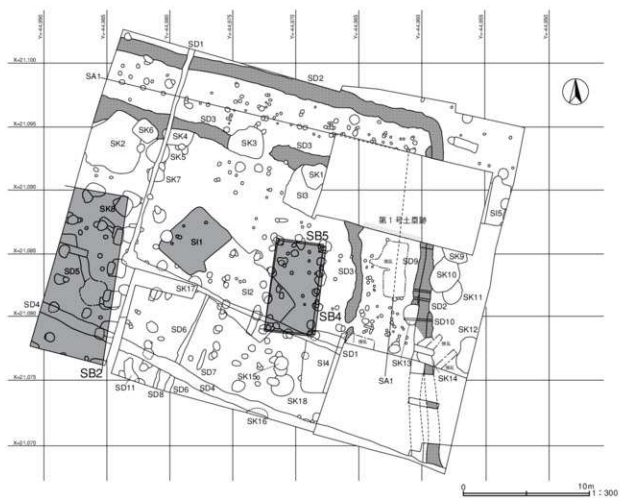 Y=-44,990
Y=-44,985
Y=-44,980
Y=-44,975
Y=-44,970
Y=-44,965
Y=-44,960
Y=-44,955
Y=-44,950
X=21,100
X=21,095
X=21,090
X=21,085
X=21,080
X=21,075
X=21,070
SD1
SA1
SD2
SD3
SK6
SK4
SK3
SD3
SK2
SK5
SK1
SK7
SI3
SI5
SK8
第1号土塁跡
SI1
SB5
SD3
SD9
SK9
SD5
SK10
SD4
SK17
SI2
SB4
SD2
SK11
SD10
SD6
SD1
SK12
SB2
SD7
SK15
SI4
SA1
SK13
SK14
SD11
SD8
SD6
SD4
SK18
SK16
0
10m
1:300